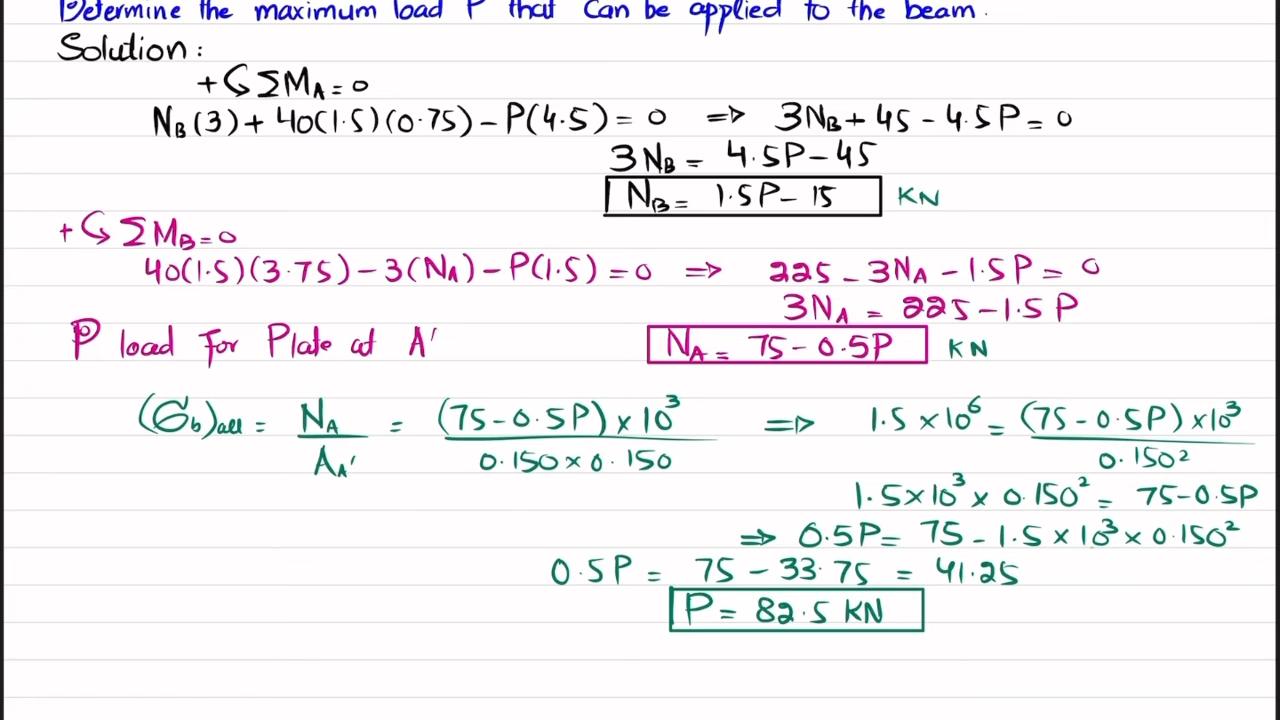 Determine the maximum load P that can be applied to the beam.
Solution:
+↺ ΣM_A = 0
N_B(3) + 40(1.5)(0.75) - P(4.5) = 0 ⇒ 3N_B + 45 - 4.5P = 0
3N_B = 4.5P - 45
N_B = 1.5P - 15 KN
+↺ ΣM_B = 0
40(1.5)(3.75) - 3(N_A) - P(1.5) = 0 ⇒ 225 - 3N_A - 1.5P = 0
3N_A = 225 - 1.5P
P load For Plate at A'
N_A = 75 - 0.5P KN
(σ_b)_all = N_A / A_A' = (75 - 0.5P) × 10³ / 0.150 × 0.150 ⇒ 1.5 × 10⁶ = (75 - 0.5P) × 10³ / 0.150²
1.5 × 10³ × 0.150² = 75 - 0.5P
⇒ 0.5P = 75 - 1.5 × 10³ × 0.150²
0.5P = 75 - 33.75 = 41.25
P = 82.5 KN